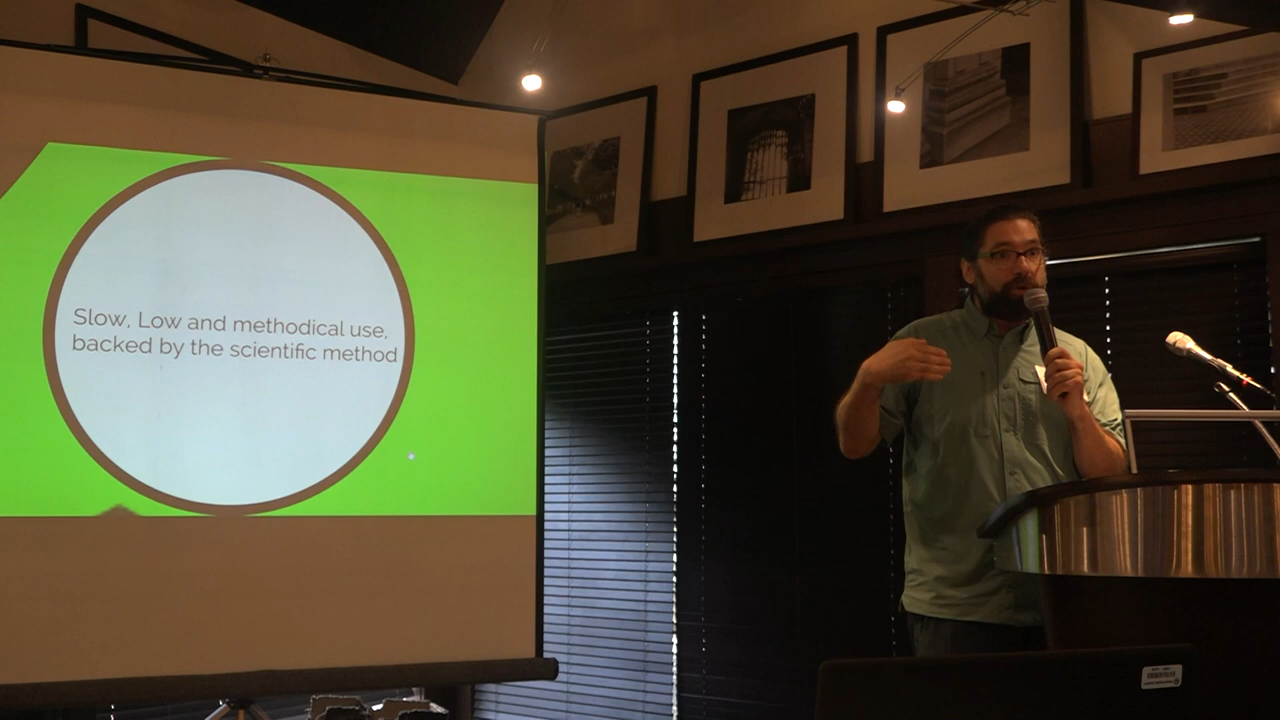 Slow, Low and methodical use,
backed by the scientific method